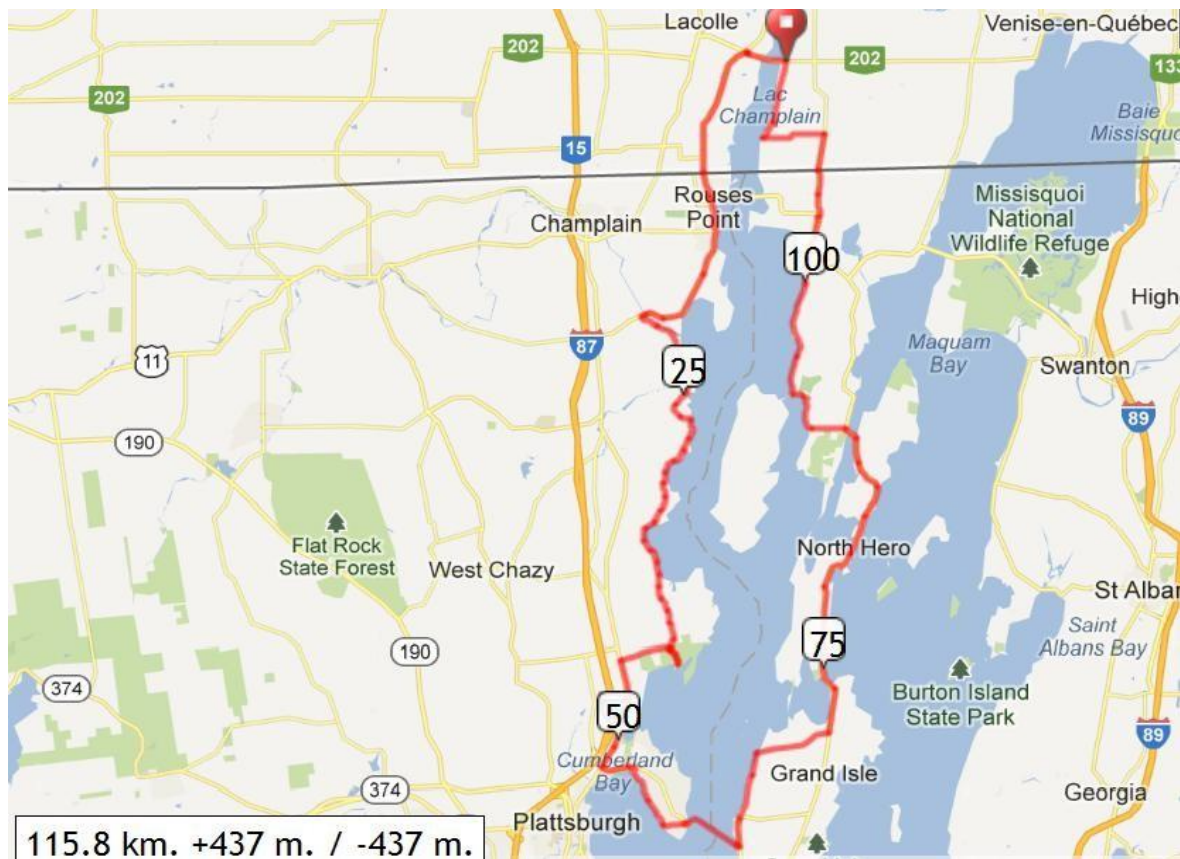 Lacolle
Venise-en-Québec
202
202
133
202
Lac
Champlain
Baie
Missisquo
15
Rouses
Point
Missisquoi
National
Wildlife Refuge
Champlain
100
High
87
Maquam
Bay
11
25
Swanton
190
89
Flat Rock
State Forest
West Chazy
North Hero
St Alban
Saint
Albans Bay
75
190
374
Burton Island
State Park
50
89
Cumberland
Bay
Grand Isle
374
Georgia
Plattsburgh
115.8 km. +437 m. / -437 m.